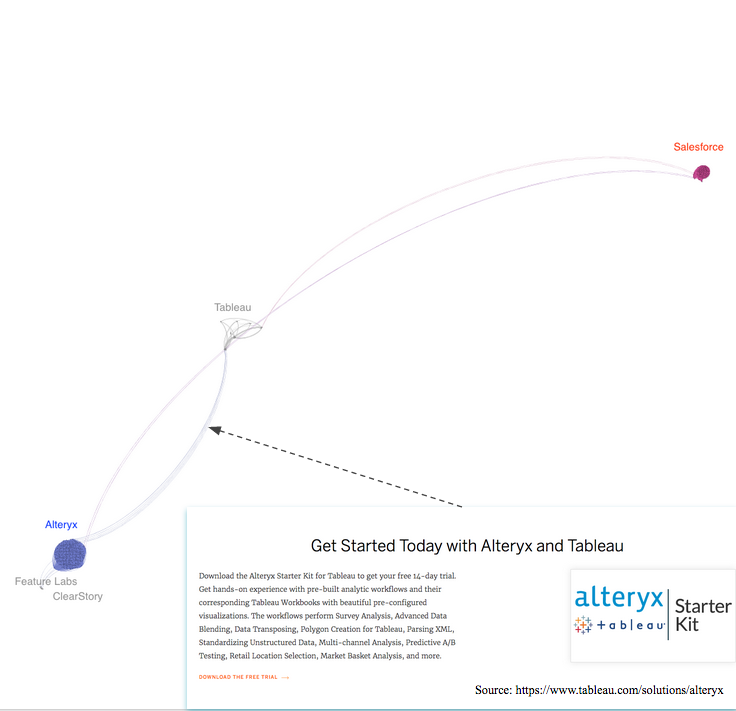 Salesforce
Tableau
Alteryx
Feature Labs
ClearStory
Get Started Today with Alteryx and Tableau
Download the Alteryx Starter Kit for Tableau to get your free 14-day trial.
Get hands-on experience with pre-built analytic workflows and their
corresponding Tableau Workbooks with beautiful pre-configured
visualizations. The workflows perform Survey Analysis, Advanced Data
Blending, Data Transposing, Polygon Creation for Tableau, Parsing XML,
Standardizing Unstructured Data, Multi-channel Analysis, Predictive A/B
Testing, Retail Location Selection, Market Basket Analysis, and more.
DOWNLOAD THE FREE TRIAL →
alteryx
+ a b l e a u
Starter
Kit
Source: https://www.tableau.com/solutions/alteryx